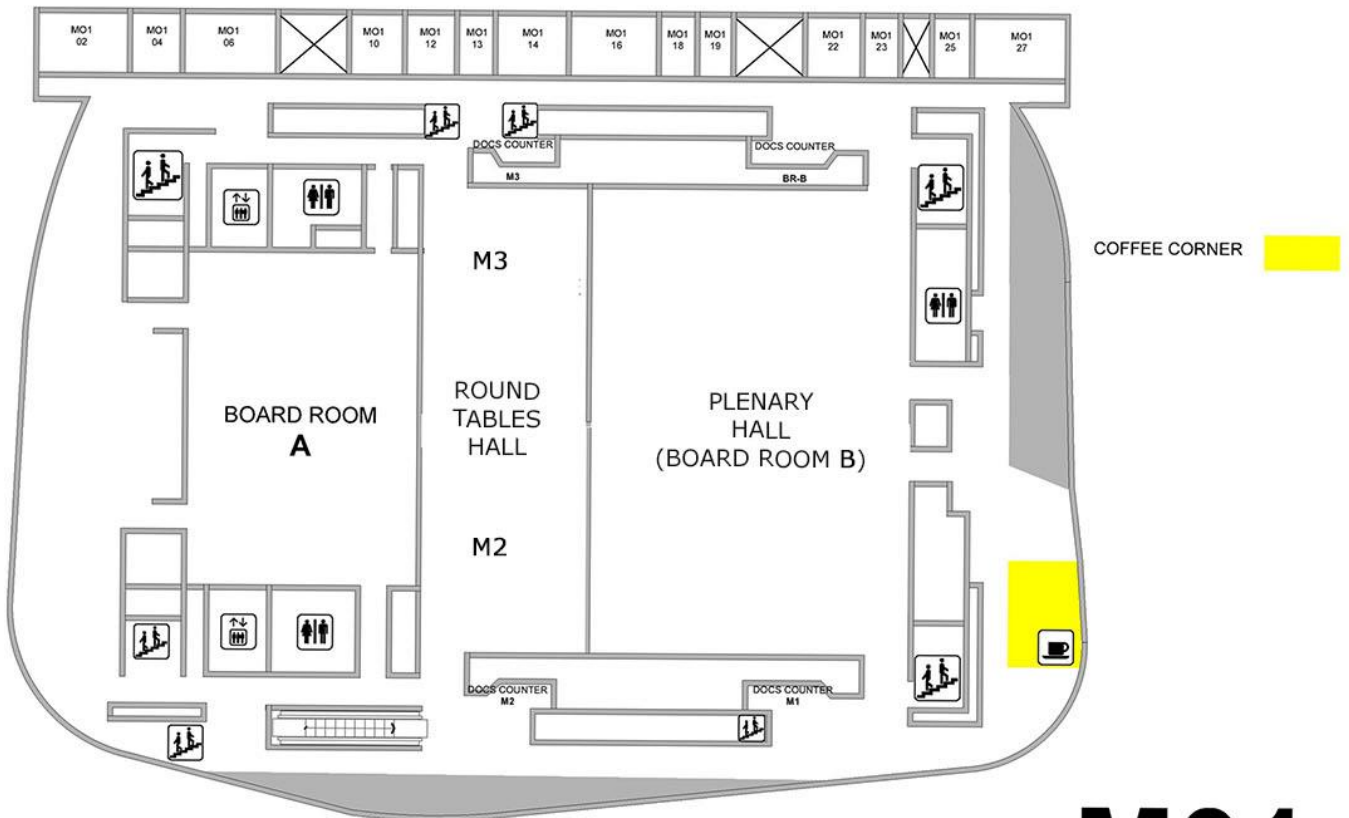 MO1
02
MO1
04
MO1
06
MO1
10
MO1
12
MO1
13
MO1
14
MO1
16
MO1
18
MO1
19
MO1
22
MO1
23
MO1
25
MO1
27
DOCS COUNTER
M3
DOCS COUNTER
BR-B
COFFEE CORNER
M3
BOARD ROOM
A
ROUND
TABLES
HALL
PLENARY
HALL
(BOARD ROOM B)
M2
DOCS COUNTER
M2
DOCS COUNTER
M1